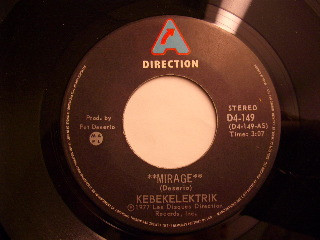 A
DIRECTION
Prod. by
Pat Deserio
STEREO
D4-149
(D4-149-AS)
Time: 3:07
**MIRAGE**
(Deserio)
KEBEKELEKTRIK
©1977 Les Disques Direction
Records, Inc.